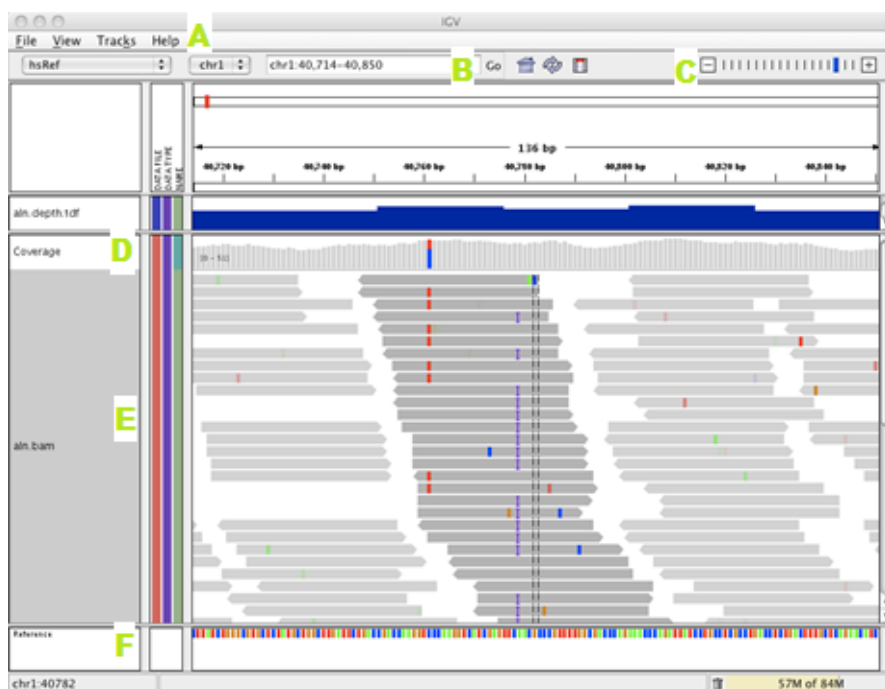 IGV
File View Tracks Help A
hsRef chr1 chr1:40,714-40,850 B Go C
136 bp
40,720 bp 40,740 bp 40,760 bp 40,780 bp 40,800 bp 40,820 bp 40,840 bp
DATA FILE
DATA TYPE
NAME
aln.depth.tdf
Coverage D
E
aln.bam
Reference F
chr1:40782 57M of 84M